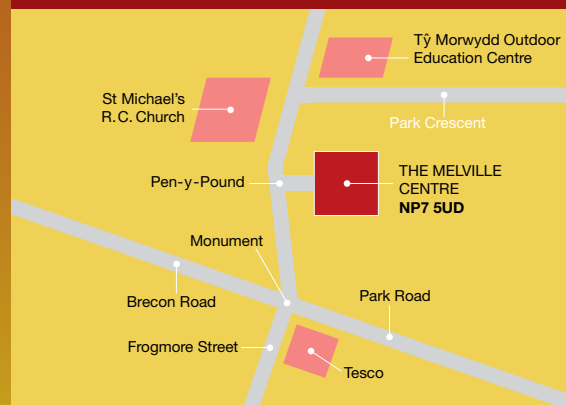 Tŷ Morwydd Outdoor
Education Centre
St Michael's
R.C. Church
Park Crescent
Pen-y-Pound
THE MELVILLE
CENTRE
NP7 5UD
Monument
Brecon Road
Park Road
Frogmore Street
Tesco